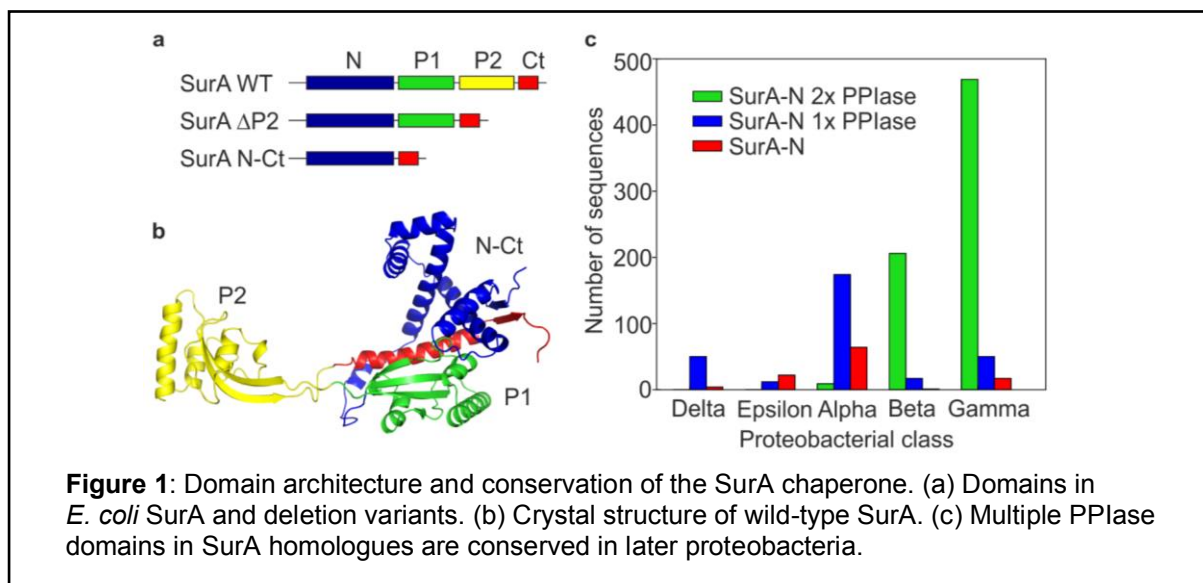 a
N P1 P2 Ct
SurA WT
SurA ΔP2
SurA N-Ct
b
P2
N-Ct
P1
c
500
400
300
200
100
0
Number of sequences
SurA-N 2x PPIase
SurA-N 1x PPIase
SurA-N
Delta Epsilon Alpha Beta Gamma
Proteobacterial class
Figure 1: Domain architecture and conservation of the SurA chaperone. (a) Domains in
E. coli SurA and deletion variants. (b) Crystal structure of wild-type SurA. (c) Multiple PPIase
domains in SurA homologues are conserved in later proteobacteria.